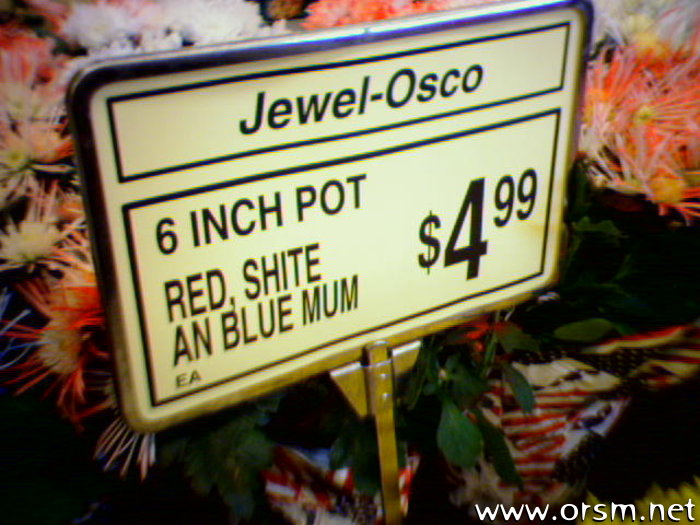 Jewel-Osco
6 INCH POT
$4.99
RED, SHITE
AN BLUE MUM
EA
www.orsm.net